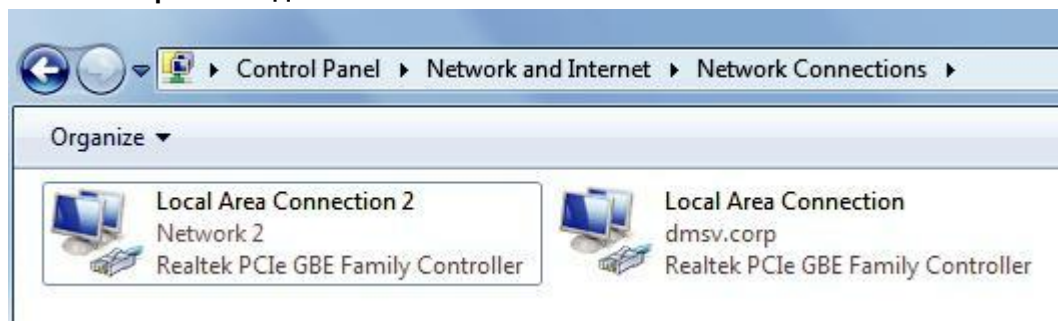 Control Panel ▸ Network and Internet ▸ Network Connections ▸
Organize ▾
Local Area Connection 2
Network 2
Realtek PCIe GBE Family Controller
Local Area Connection
dmsv.corp
Realtek PCIe GBE Family Controller